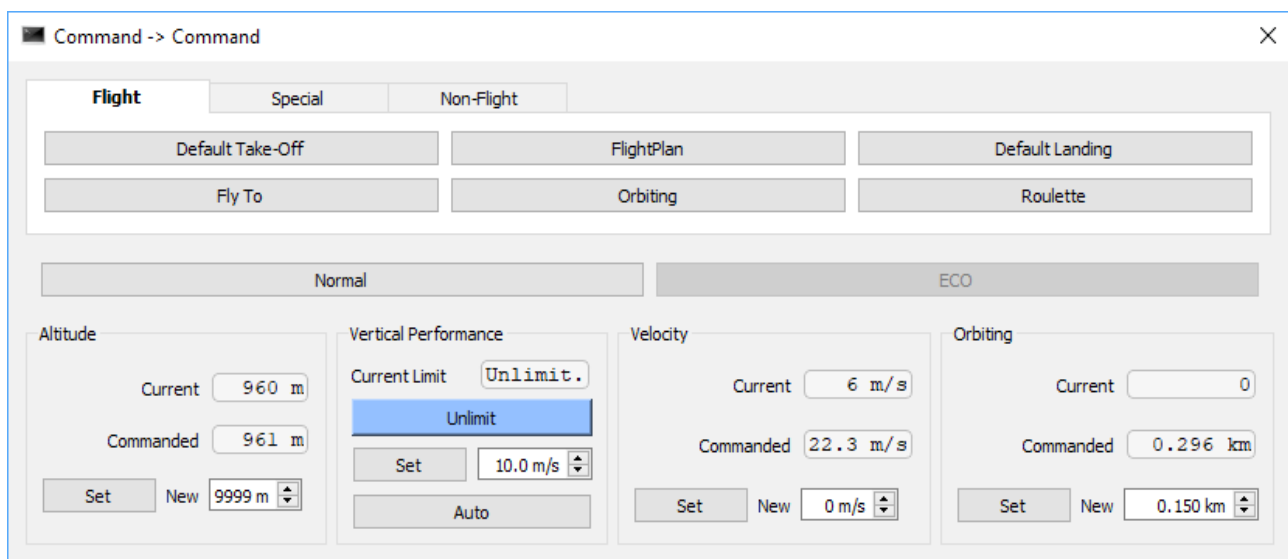 Command -> Command
Flight Special Non-Flight
Default Take-Off FlightPlan Default Landing
Fly To Orbiting Roulette
Normal ECO
Altitude
Current 960 m
Commanded 961 m
Set New 9999 m
Vertical Performance
Current Limit Unlimit.
Unlimit
Set 10.0 m/s
Auto
Velocity
Current 6 m/s
Commanded 22.3 m/s
Set New 0 m/s
Orbiting
Current 0
Commanded 0.296 km
Set New 0.150 km